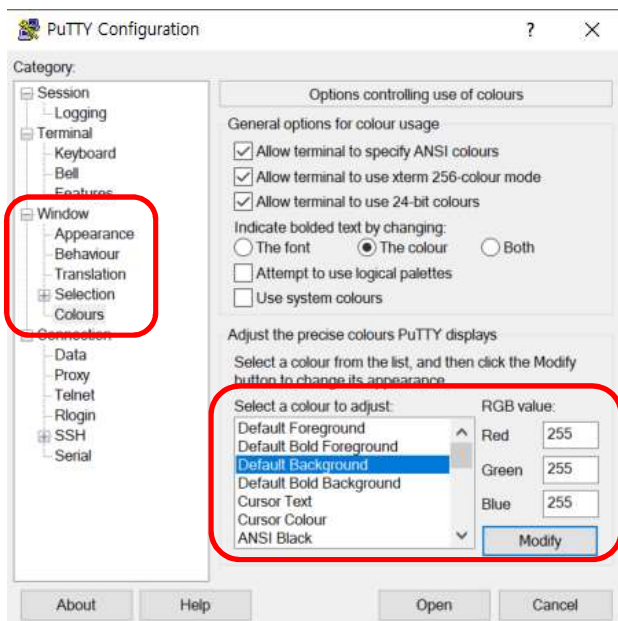 PuTTY Configuration
? ×
Category:
Session
Logging
Terminal
Keyboard
Bell
Features
Window
Appearance
Behaviour
Translation
Selection
Colours
Connection
Data
Proxy
Telnet
Rlogin
SSH
Serial
Options controlling use of colours
General options for colour usage
Allow terminal to specify ANSI colours
Allow terminal to use xterm 256-colour mode
Allow terminal to use 24-bit colours
Indicate bolded text by changing:
The font The colour Both
Attempt to use logical palettes
Use system colours
Adjust the precise colours PuTTY displays
Select a colour from the list, and then click the Modify
button to change its appearance
Select a colour to adjust:
Default Foreground
Default Bold Foreground
Default Background
Default Bold Background
Cursor Text
Cursor Colour
ANSI Black
RGB value:
Red 255
Green 255
Blue 255
Modify
About Help Open Cancel